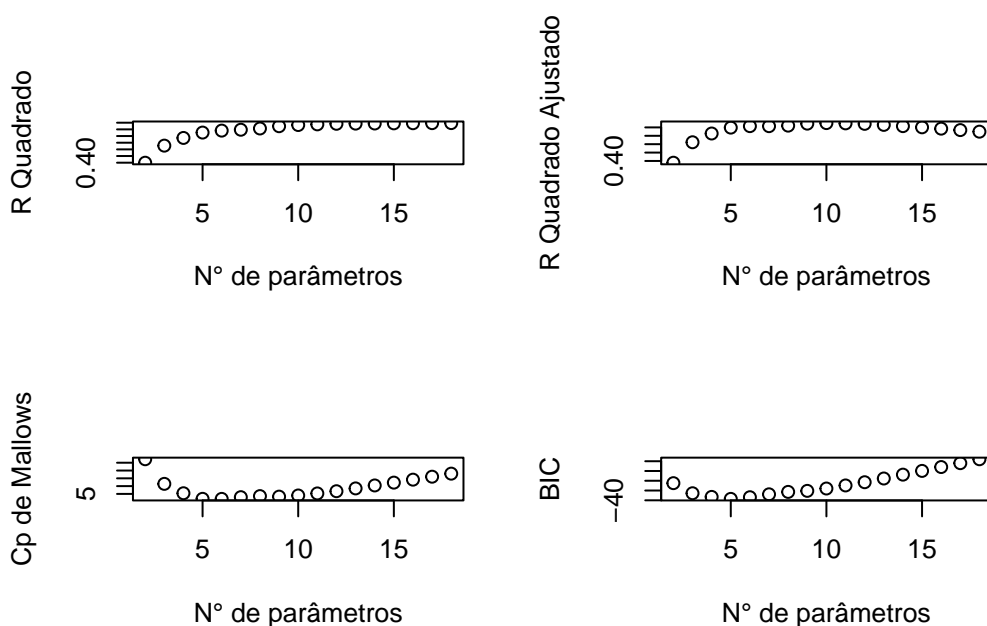 R Quadrado
0.40
5 10 15
N° de parâmetros
R Quadrado Ajustado
0.40
5 10 15
N° de parâmetros
Cp de Mallows
5
5 10 15
N° de parâmetros
BIC
−40
5 10 15
N° de parâmetros